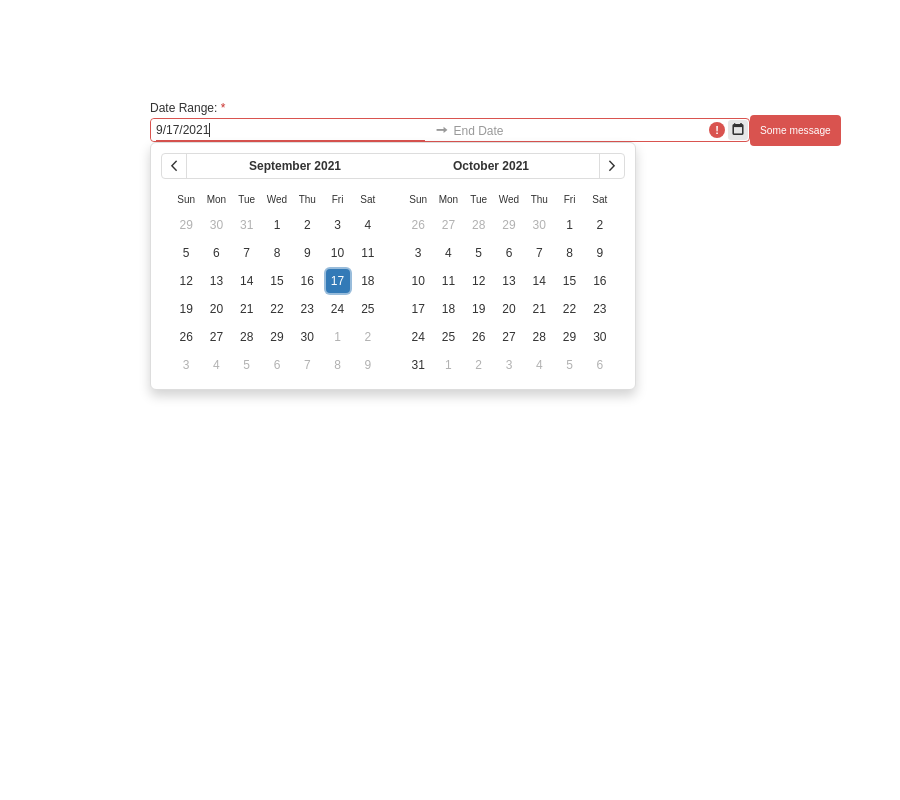 Date Range: *
9/17/2021 End Date ! Some message
September 2021 October 2021
Sun Mon Tue Wed Thu Fri Sat Sun Mon Tue Wed Thu Fri Sat
29 30 31 1 2 3 4 26 27 28 29 30 1 2
5 6 7 8 9 10 11 3 4 5 6 7 8 9
12 13 14 15 16 17 18 10 11 12 13 14 15 16
19 20 21 22 23 24 25 17 18 19 20 21 22 23
26 27 28 29 30 1 2 24 25 26 27 28 29 30
3 4 5 6 7 8 9 31 1 2 3 4 5 6